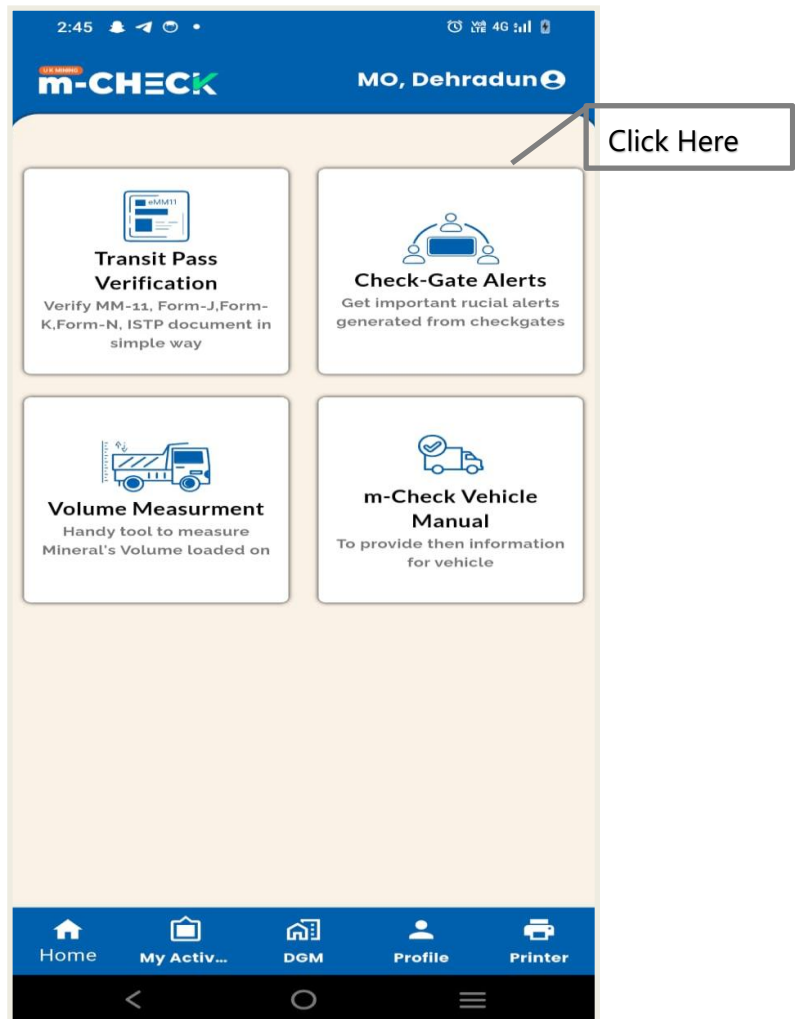 2:45
4G
U K MINING
m-CHECK
MO, Dehradun
Click Here
eMM11
Transit Pass
Verification
Verify MM-11, Form-J,Form-
K,Form-N, ISTP document in
simple way
Check-Gate Alerts
Get important rucial alerts
generated from checkgates
Volume Measurment
Handy tool to measure
Mineral's Volume loaded on
m-Check Vehicle
Manual
To provide then information
for vehicle
Home
My Activ...
DGM
Profile
Printer